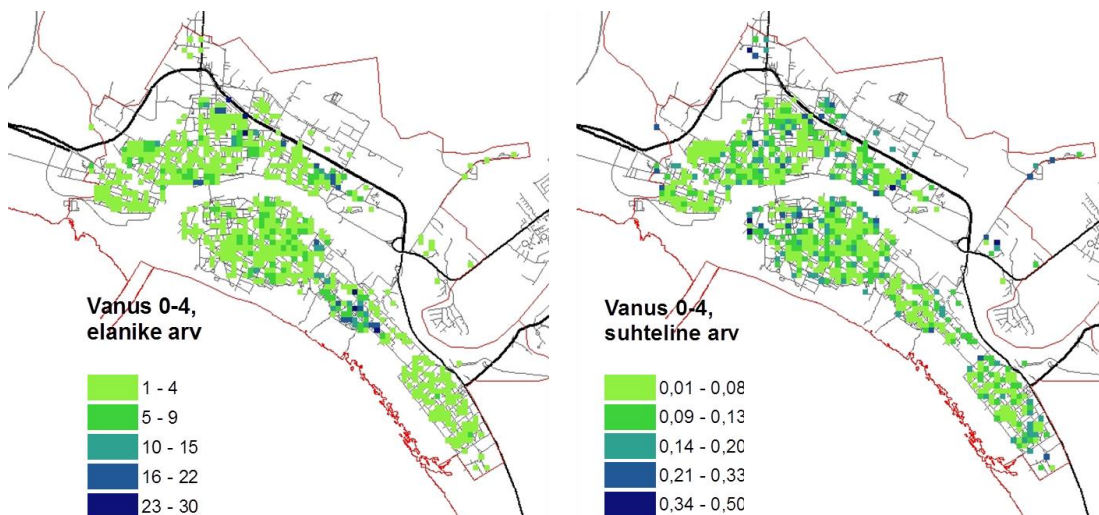 Vanus 0-4,
elanike arv
1 - 4
5 - 9
10 - 15
16 - 22
23 - 30
Vanus 0-4,
suhteline arv
0,01 - 0,08
0,09 - 0,13
0,14 - 0,20
0,21 - 0,33
0,34 - 0,50